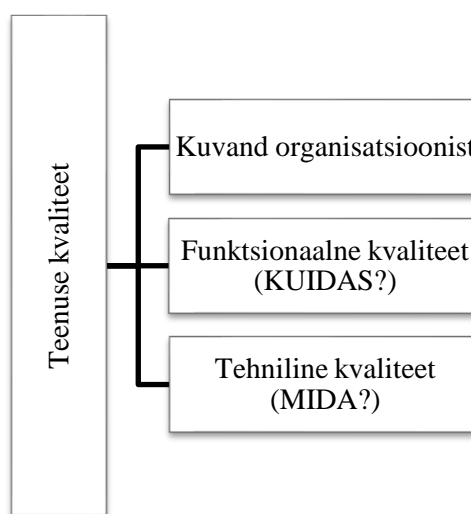 Teenuse kvaliteet
Kuvand organisatsioonist
Funktsionaalne kvaliteet
(KUIDAS?)
Tehniline kvaliteet
(MIDA?)